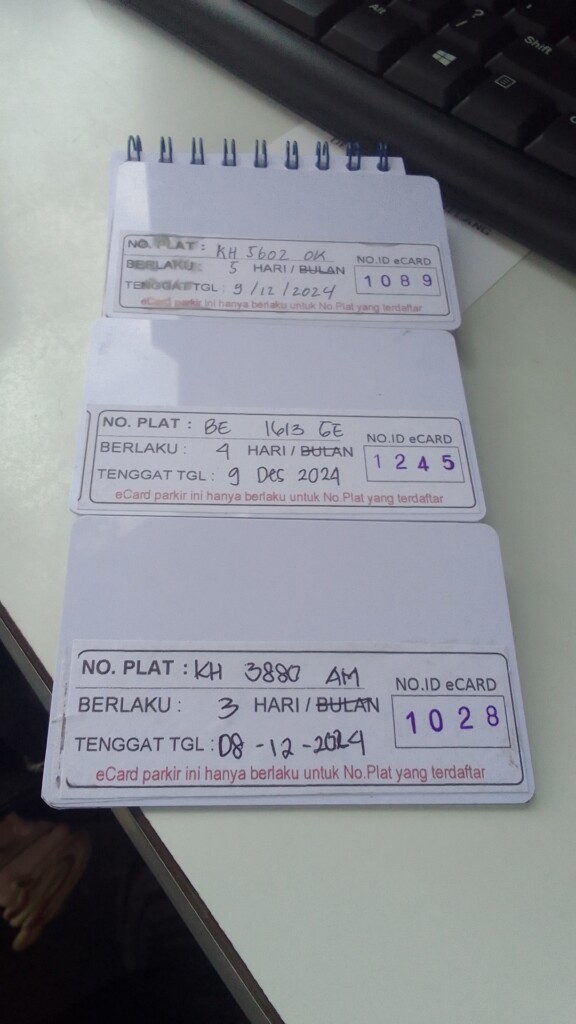 Alt
?
/
Shift
NO. PLAT : KH 5602 OK
BERLAKU : 5 HARI / BULAN
NO.ID eCARD
1089
TENGGAT TGL : 9/12/2024
eCard parkir ini hanya berlaku untuk No.Plat yang terdaftar
NO. PLAT : BE 1613 GE
BERLAKU : 4 HARI / BULAN
NO.ID eCARD
1245
TENGGAT TGL : 9 Des 2024
eCard parkir ini hanya berlaku untuk No.Plat yang terdaftar
NO. PLAT : KH 3880 AM
BERLAKU : 3 HARI / BULAN
NO.ID eCARD
1028
TENGGAT TGL : 08-12-2024
eCard parkir ini hanya berlaku untuk No.Plat yang terdaftar